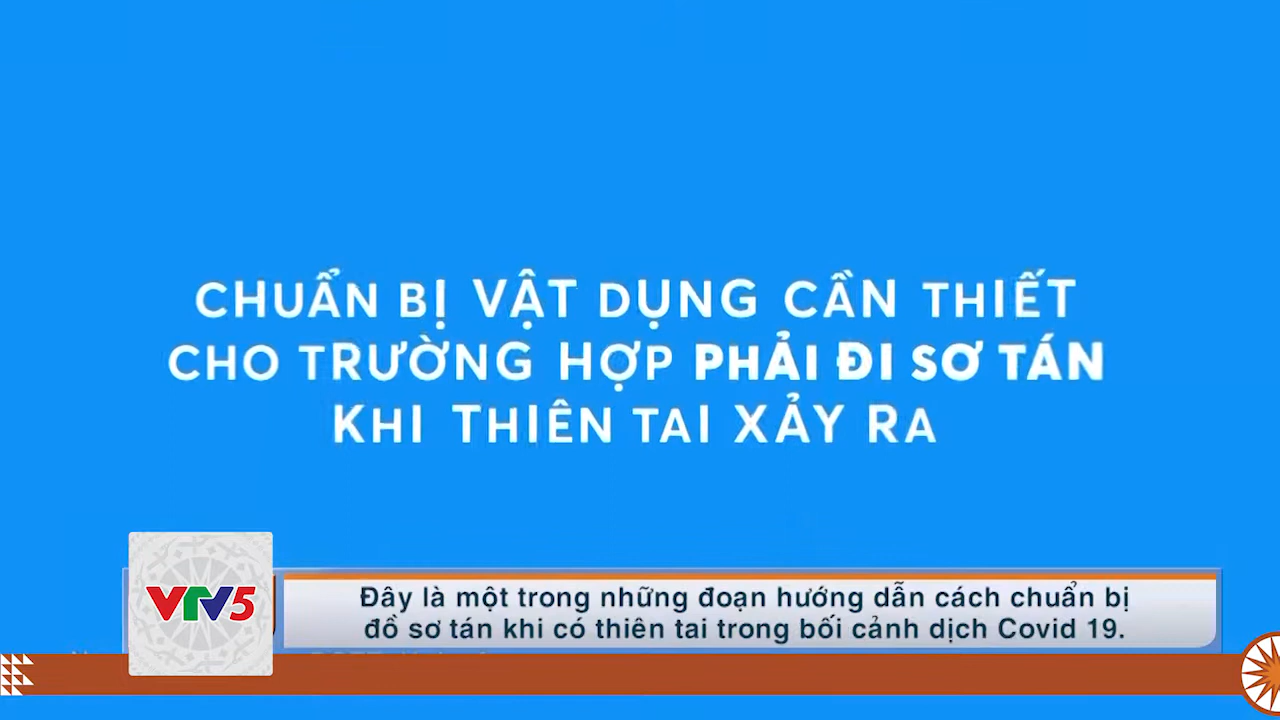 CHUẨN BỊ VẬT DỤNG CẦN THIẾT
CHO TRƯỜNG HỢP PHẢI ĐI SƠ TÁN
KHI THIÊN TAI XẢY RA
VTV5
Đây là một trong những đoạn hướng dẫn cách chuẩn bị
đồ sơ tán khi có thiên tai trong bối cảnh dịch Covid 19.